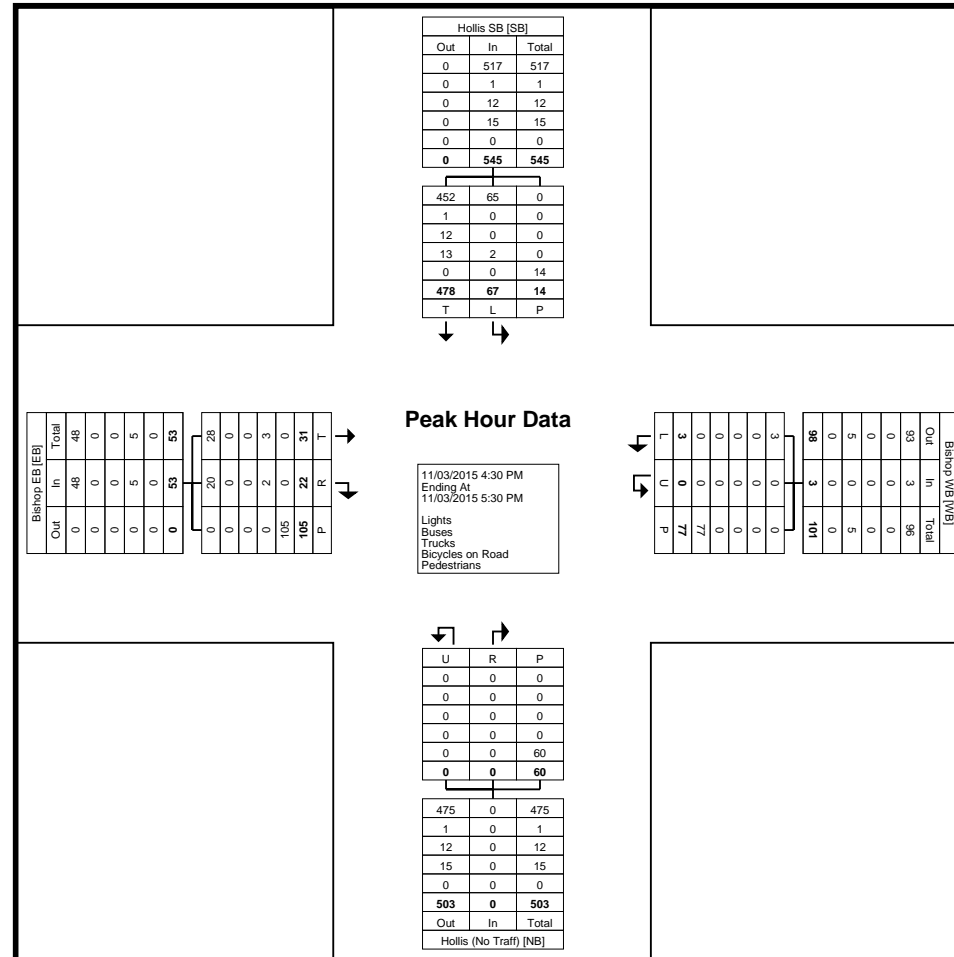 Hollis SB [SB]
Out In Total
0 517 517
0 1 1
0 12 12
0 15 15
0 0 0
0 545 545
452 65 0
1 0 0
12 0 0
13 2 0
0 0 14
478 67 14
T L P
Bishop EB [EB]
Out In Total
0 48 48
0 0 0
0 0 0
0 5 5
0 0 0
0 53 53
0 20 28
0 0 0
0 0 0
0 2 3
105 0 0
105 22 31
P R T
Peak Hour Data
11/03/2015 4:30 PM
Ending At
11/03/2015 5:30 PM
Lights
Buses
Trucks
Bicycles on Road
Pedestrians
Bishop WB [WB]
Out In Total
93 3 96
0 0 0
0 0 0
5 0 5
0 0 0
98 3 101
3 0 0
0 0 0
0 0 0
0 0 0
0 0 77
3 0 77
L U P
U R P
0 0 0
0 0 0
0 0 0
0 0 0
0 0 60
0 0 60
475 0 475
1 0 1
12 0 12
15 0 15
0 0 0
503 0 503
Out In Total
Hollis (No Traff) [NB]